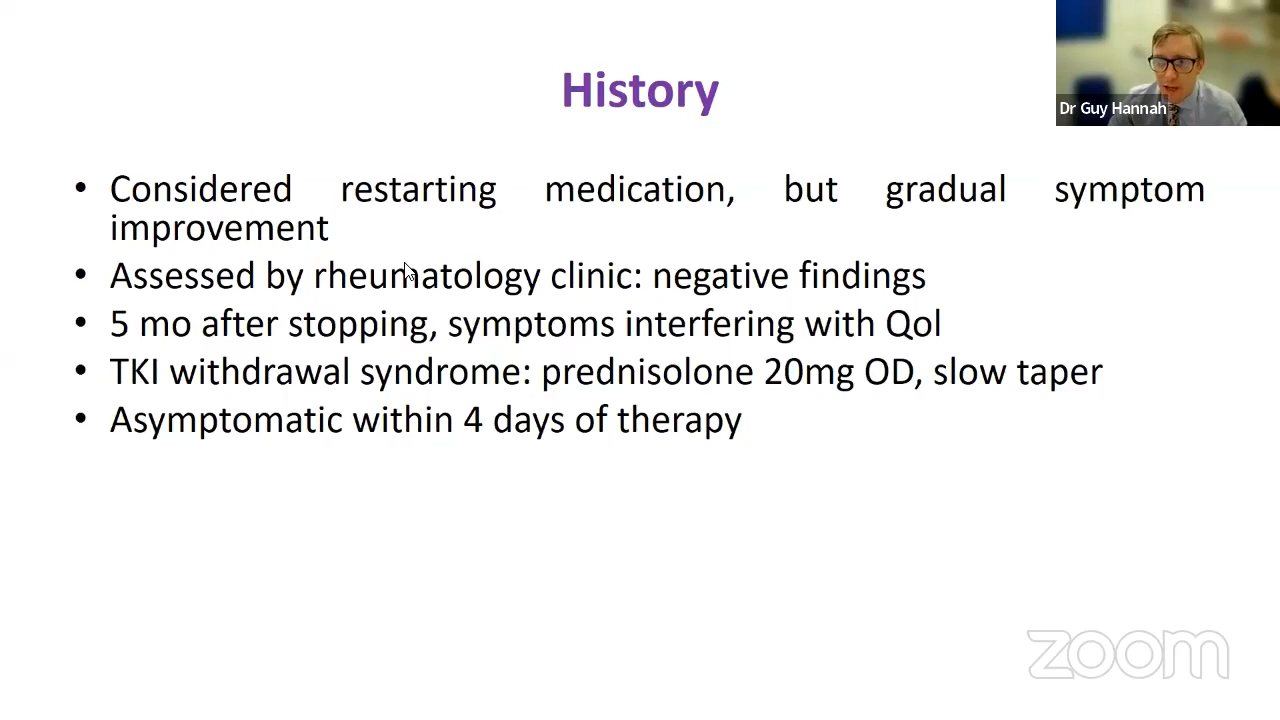 History
Dr Guy Hannah
• Considered restarting medication, but gradual symptom
improvement
• Assessed by rheumatology clinic: negative findings
• 5 mo after stopping, symptoms interfering with Qol
• TKI withdrawal syndrome: prednisolone 20mg OD, slow taper
• Asymptomatic within 4 days of therapy
zoom